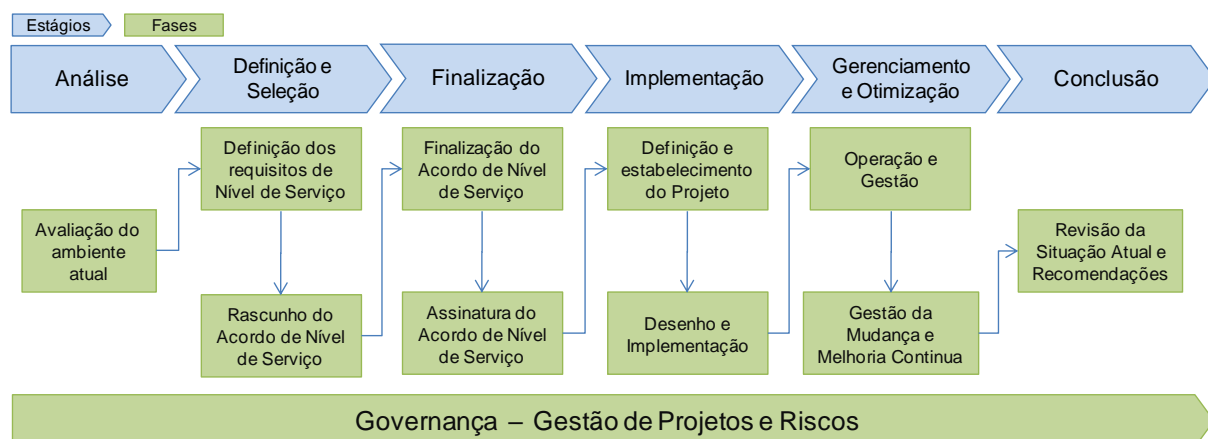 Estágios
Fases
Análise
Definição e
Seleção
Finalização
Implementação
Gerenciamento
e Otimização
Conclusão
Avaliação do
ambiente
atual
Definição dos
requisitos de
Nível de Serviço
Rascunho do
Acordo de Nível
de Serviço
Finalização do
Acordo de Nível
de Serviço
Assinatura do
Acordo de Nível
de Serviço
Definição e
estabelecimento
do Projeto
Desenho e
Implementação
Operação e
Gestão
Gestão da
Mudança e
Melhoria Continua
Revisão da
Situação Atual e
Recomendações
Governança – Gestão de Projetos e Riscos